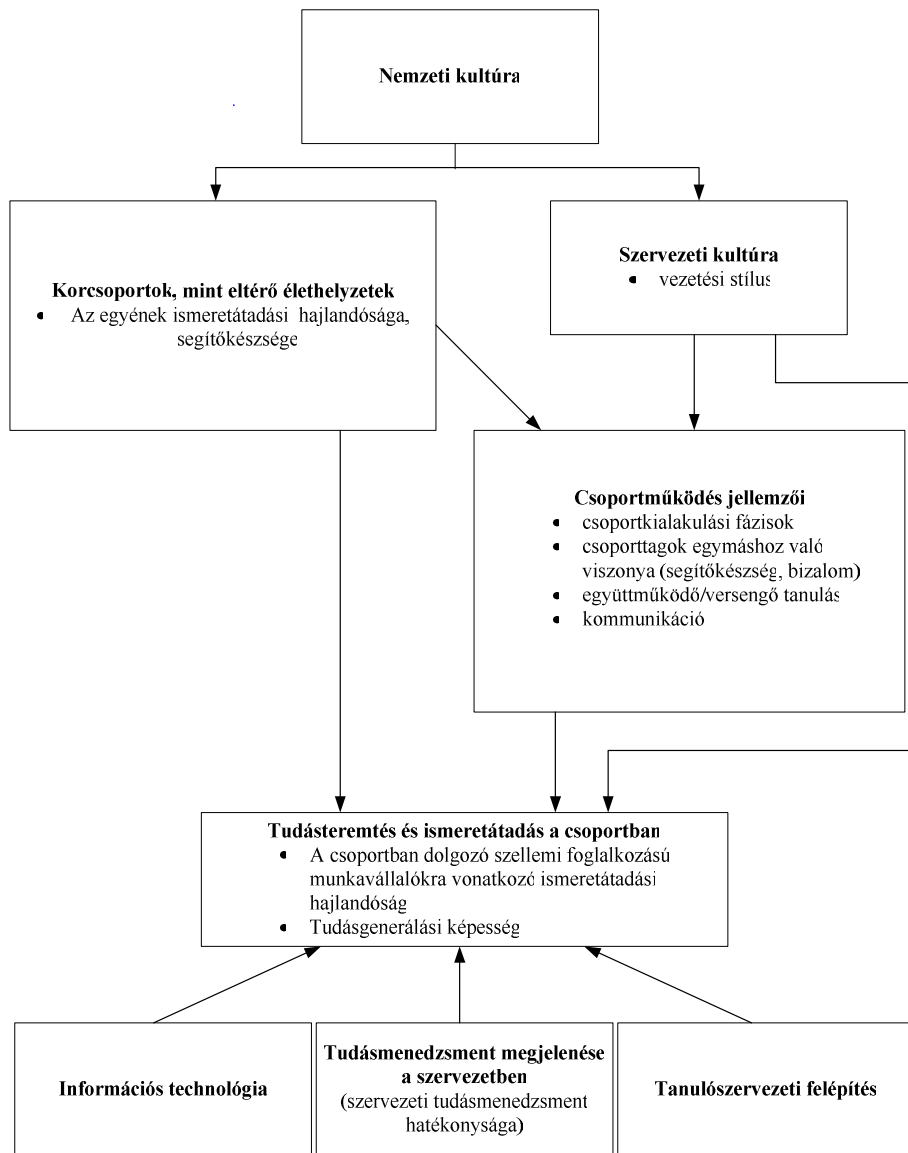 Nemzeti kultúra
Korcsoportok, mint eltérő élethelyzetek
• Az egyének ismeretátadási hajlandósága,
segítőkészsége
Szervezeti kultúra
• vezetési stílus
Csoportműködés jellemzői
• csoportkialakulási fázisok
• csoporttagok egymáshoz való
viszonya (segítőkészség, bizalom)
• együttműködő/versengő tanulás
• kommunikáció
Tudásteremtés és ismeretátadás a csoportban
• A csoportban dolgozó szellemi foglalkozású
munkavállalókra vonatkozó ismeretátadási
hajlandóság
• Tudásgenerálási képesség
Információs technológia
Tudásmenedzsment megjelenése
a szervezetben
(szervezeti tudásmenedzsment
hatékonysága)
Tanulószervezeti felépítés